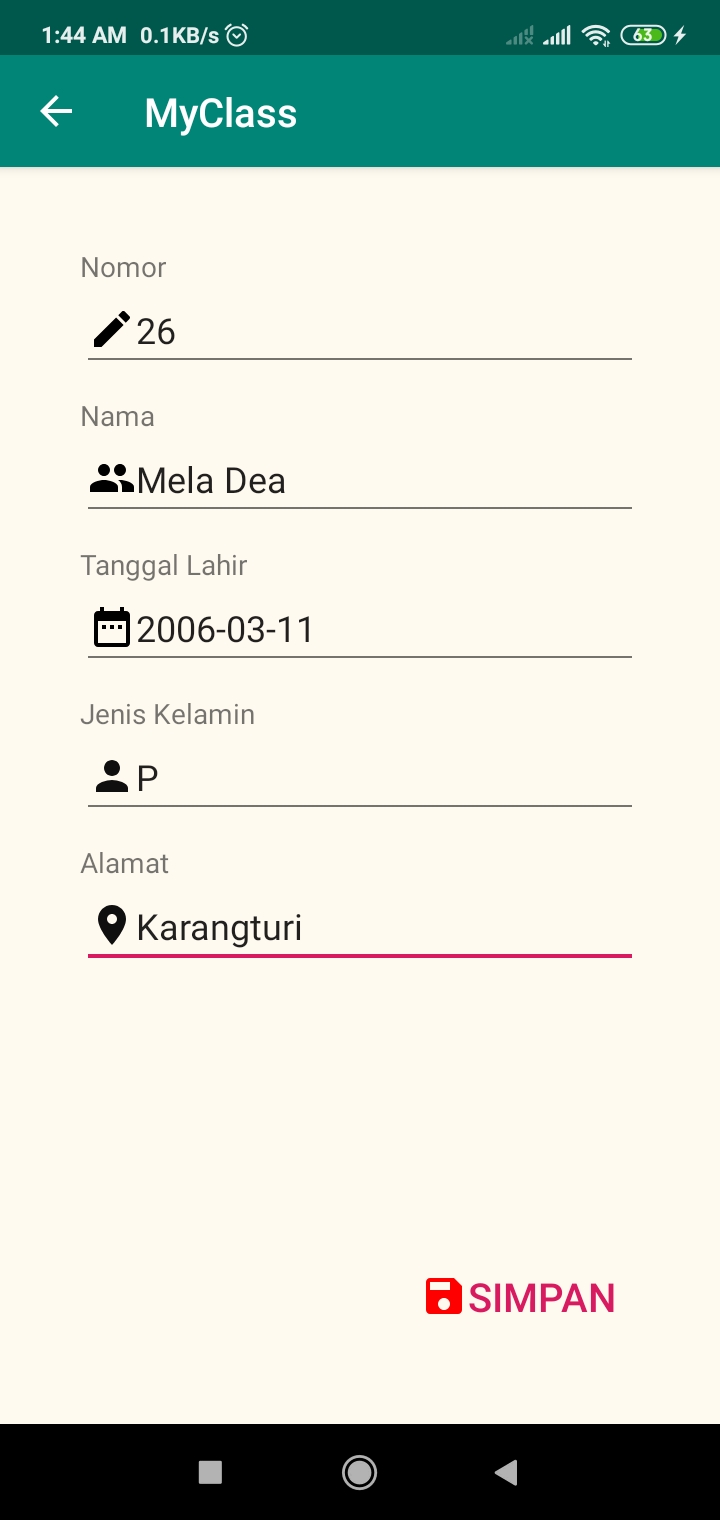 1:44 AM 0.1KB/s 63
MyClass
Nomor
26
Nama
Mela Dea
Tanggal Lahir
2006-03-11
Jenis Kelamin
P
Alamat
Karangturi
SIMPAN